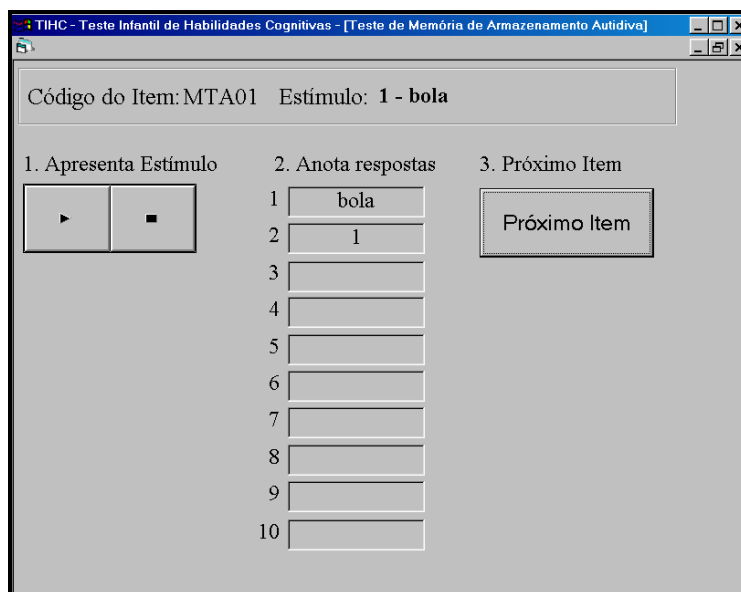 TIHC - Teste Infantil de Habilidades Cognitivas - [Teste de Memória de Armazenamento Autidiva]
Código do Item: MTA01 Estímulo: 1 - bola
1. Apresenta Estímulo 2. Anota respostas 3. Próximo Item
1 bola
Próximo Item
2 1
3
4
5
6
7
8
9
10